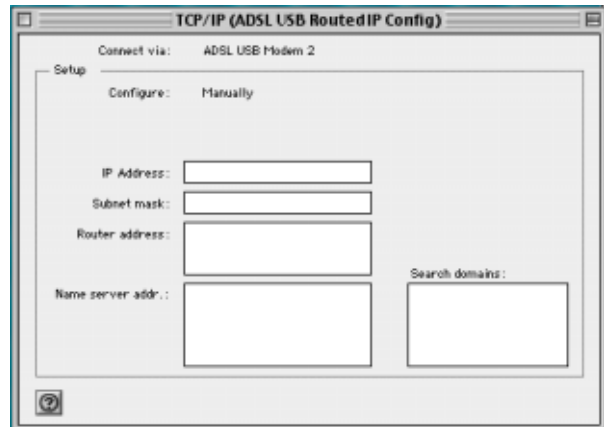 TCP/IP (ADSL USB Routed IP Config)
Connect via: ADSL USB Modem 2
Setup
Configure: Manually
IP Address:
Subnet mask:
Router address:
Search domains:
Name server addr.:
?